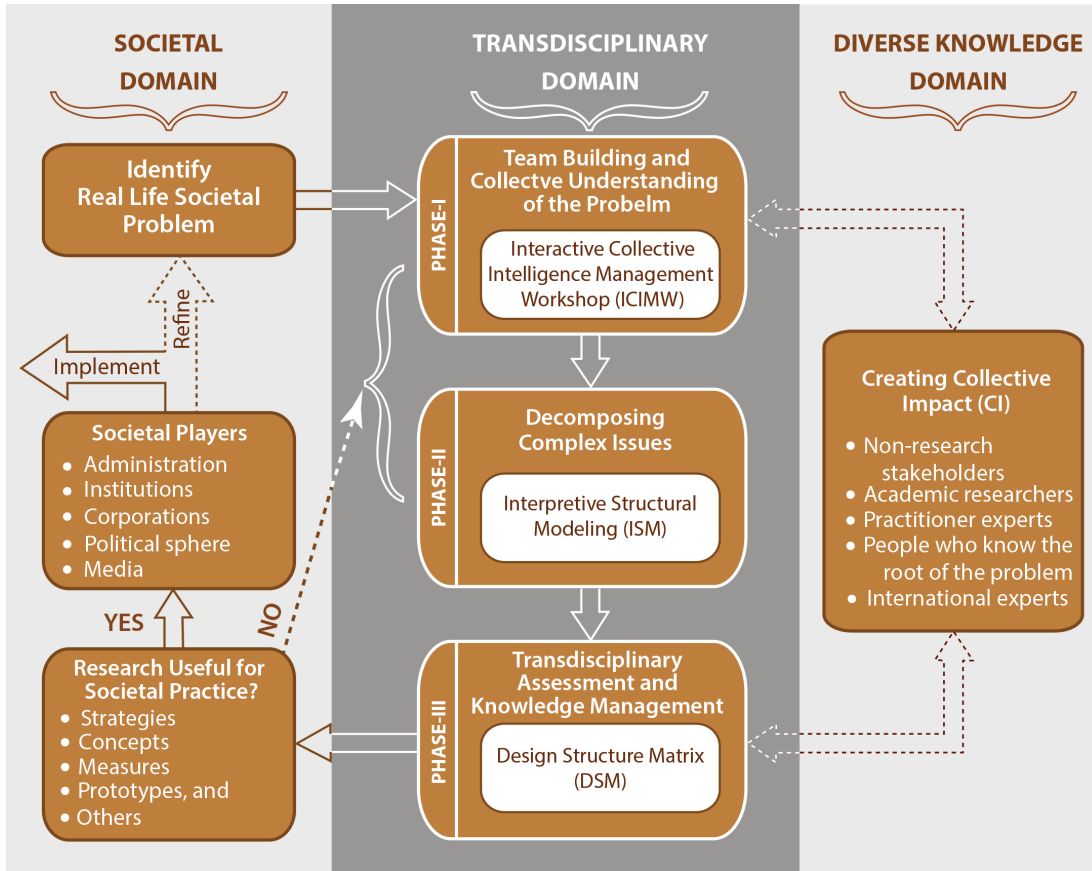 SOCIETAL
DOMAIN
TRANSDISCIPLINARY
DOMAIN
DIVERSE KNOWLEDGE
DOMAIN
Identify
Real Life Societal
Problem
Refine
Implement
Societal Players
• Administration
• Institutions
• Corporations
• Political sphere
• Media
YES
NO
Research Useful for
Societal Practice?
• Strategies
• Concepts
• Measures
• Prototypes, and
• Others
PHASE-I
Team Building and
Collectve Understanding
of the Probelm
Interactive Collective
Intelligence Management
Workshop (ICIMW)
PHASE-II
Decomposing
Complex Issues
Interpretive Structural
Modeling (ISM)
PHASE-III
Transdisciplinary
Assessment and
Knowledge Management
Design Structure Matrix
(DSM)
Creating Collective
Impact (CI)
• Non-research
stakeholders
• Academic researchers
• Practitioner experts
• People who know the
root of the problem
• International experts